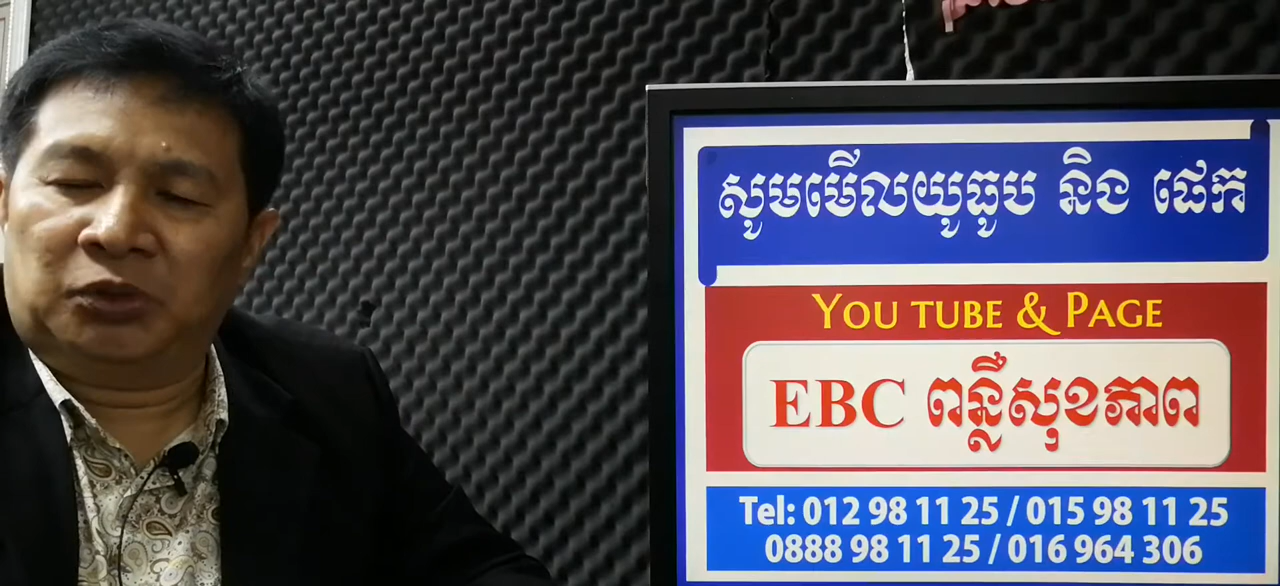 សូមមើលយូធូប និង ផេក
YOU TUBE & PAGE
EBC ពន្លឺសុខភាព
Tel: 012 98 11 25 / 015 98 11 25
0888 98 11 25 / 016 964 306